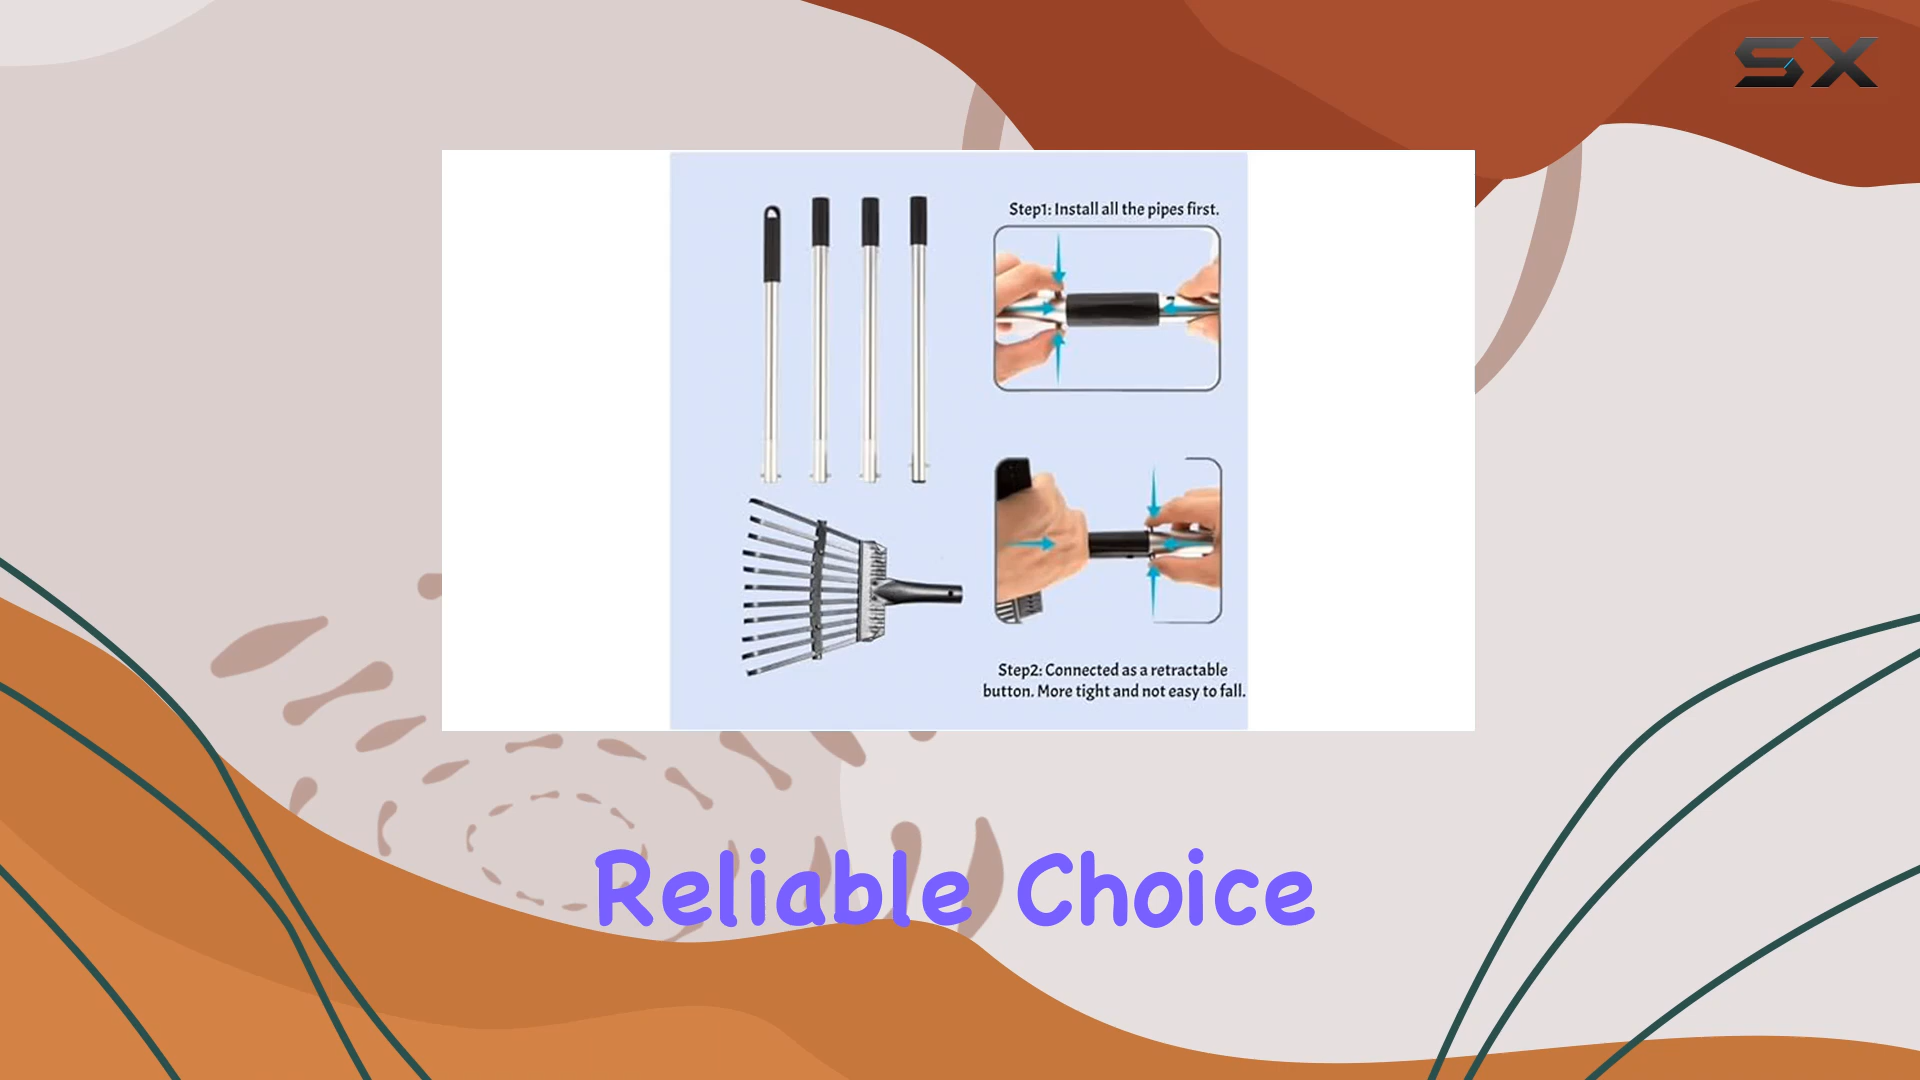 SX
Step1: Install all the pipes first.
Step2: Connected as a retractable
button. More tight and not easy to fall.
Reliable Choice